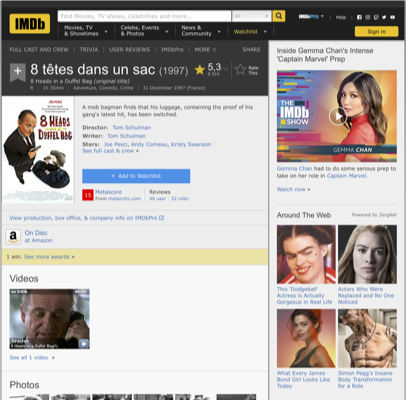 IMDb
Find Movies, TV shows, Celebrities and more...
All
Movies, TV
& Showtimes
Celebs, Events
& Photos
News &
Community
Watchlist
IMDbPro
Help
Sign in
FULL CAST AND CREW | TRIVIA | USER REVIEWS | IMDbPro | MORE
SHARE
+
8 têtes dans un sac (1997)
8 Heads in a Duffel Bag (original title)
1h 35min | Adventure, Comedy, Crime | 31 December 1997 (France)
5,3
Rate
This
JOE PESCI
8 HEADS
IN A
DUFFEL BAG
A mob bagman finds that his luggage, containing the proof of his
gang's latest hit, has been switched.
Director: Tom Schulman
Writer: Tom Schulman
Stars: Joe Pesci, Andy Comeau, Kristy Swanson
See full cast & crew »
+ Add to Watchlist
15
Metascore
From metacritic.com
Reviews
48 user | 32 critic
View production, box office, & company info on IMDbPro
a
On Disc
at Amazon
1 win. See more awards »
Videos
Trailer
8 Heads In A Duffel Bag
See all 1 video »
Photos
Inside Gemma Chan's Intense
'Captain Marvel' Prep
THE
IMDb
SHOW
GEMMA CHAN
Gemma Chan had to do some serious prep to
take on her role in Captain Marvel.
Watch now »
Around The Web
Powered by ZergNet
This 'Dodgeball'
Actress is Actually
Gorgeous in Real Life
Actors Who Were
Replaced and No One
Noticed
What Every James
Bond Girl Looks Like
Today
Simon Pegg's Insane
Body Transformation
for a Role